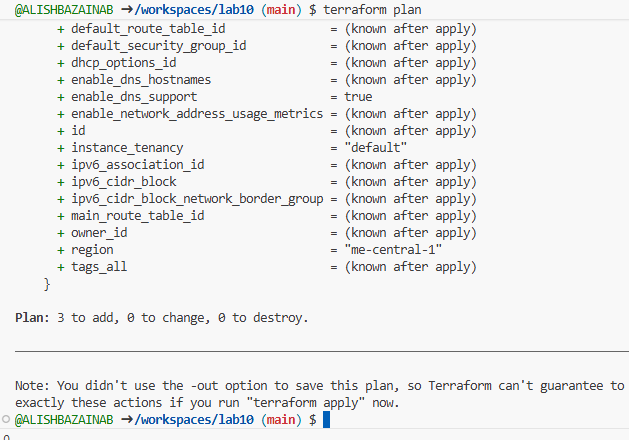 @ALISHBAZAINAB ➜/workspaces/lab10 (main) $ terraform plan
+ default_route_table_id = (known after apply)
+ default_security_group_id = (known after apply)
+ dhcp_options_id = (known after apply)
+ enable_dns_hostnames = (known after apply)
+ enable_dns_support = true
+ enable_network_address_usage_metrics = (known after apply)
+ id = (known after apply)
+ instance_tenancy = "default"
+ ipv6_association_id = (known after apply)
+ ipv6_cidr_block = (known after apply)
+ ipv6_cidr_block_network_border_group = (known after apply)
+ main_route_table_id = (known after apply)
+ owner_id = (known after apply)
+ region = "me-central-1"
+ tags_all = (known after apply)
}
Plan: 3 to add, 0 to change, 0 to destroy.
Note: You didn't use the -out option to save this plan, so Terraform can't guarantee to
exactly these actions if you run "terraform apply" now.
@ALISHBAZAINAB ➜/workspaces/lab10 (main) $